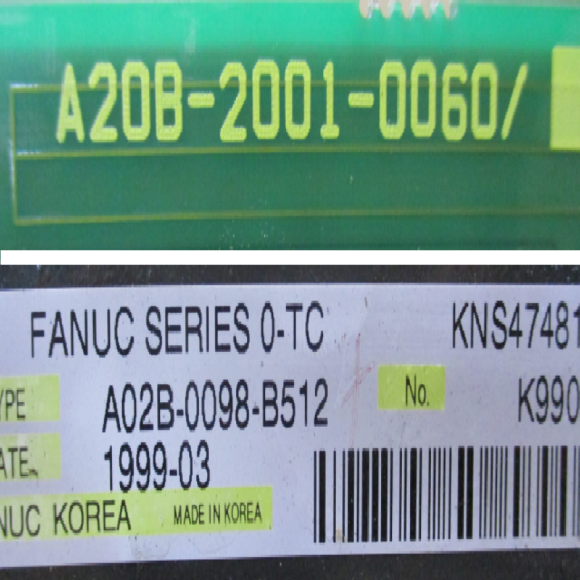 A20B-2001-0060/
FANUC SERIES 0-TC KNS47481
YPE A02B-0098-B512 No. K990
ATE 1999-03
NUC KOREA MADE IN KOREA